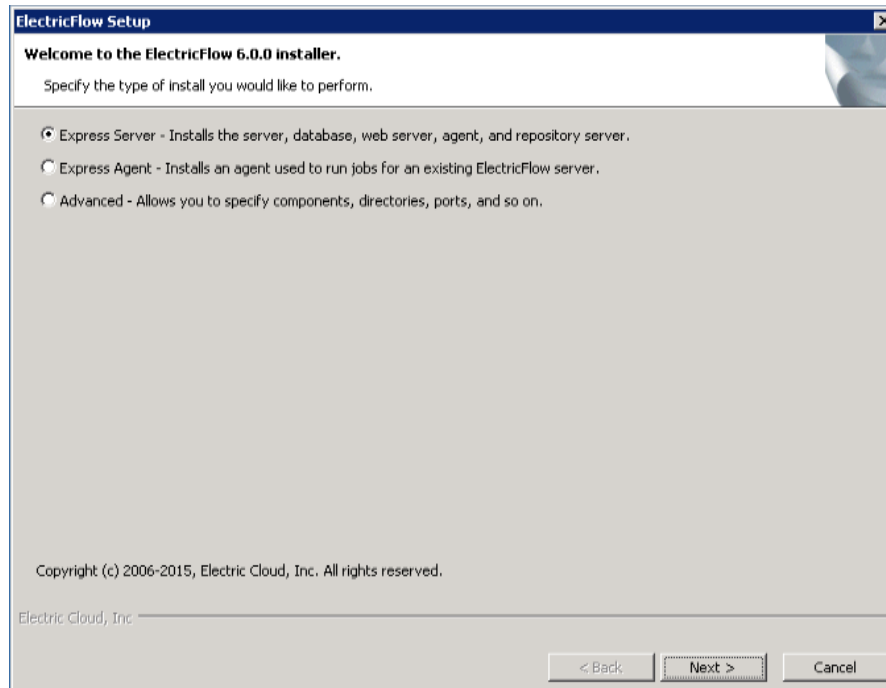 ElectricFlow Setup
Welcome to the ElectricFlow 6.0.0 installer.
Specify the type of install you would like to perform.
Express Server - Installs the server, database, web server, agent, and repository server.
Express Agent - Installs an agent used to run jobs for an existing ElectricFlow server.
Advanced - Allows you to specify components, directories, ports, and so on.
Copyright (c) 2006-2015, Electric Cloud, Inc. All rights reserved.
Electric Cloud, Inc
< Back Next > Cancel